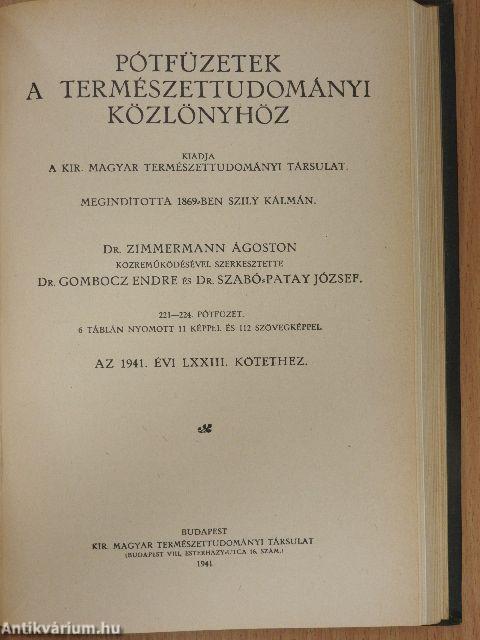 PÓTFÜZETEK
A TERMÉSZETTUDOMÁNYI
KÖZLÖNYHÖZ
KIADJA
A KIR. MAGYAR TERMÉSZETTUDOMÁNYI TÁRSULAT.
MEGINDÍTOTTA 1869-BEN SZILY KÁLMÁN.
DR. ZIMMERMANN ÁGOSTON
KÖZREMŰKÖDÉSÉVEL SZERKESZTETTE
DR. GOMBOCZ ENDRE ÉS DR. SZABÓ-PATAY JÓZSEF.
221—224. PÓTFÜZET.
6 TÁBLÁN NYOMOTT 11 KÉPPEL ÉS 112 SZÖVEGKÉPPEL.
AZ 1941. ÉVI LXXIII. KÖTETHEZ.
BUDAPEST
KIR. MAGYAR TERMÉSZETTUDOMÁNYI TÁRSULAT
(BUDAPEST VIII, ESTERHÁZY-UTCA 16. SZÁM.)
1941
Antikvárium.hu